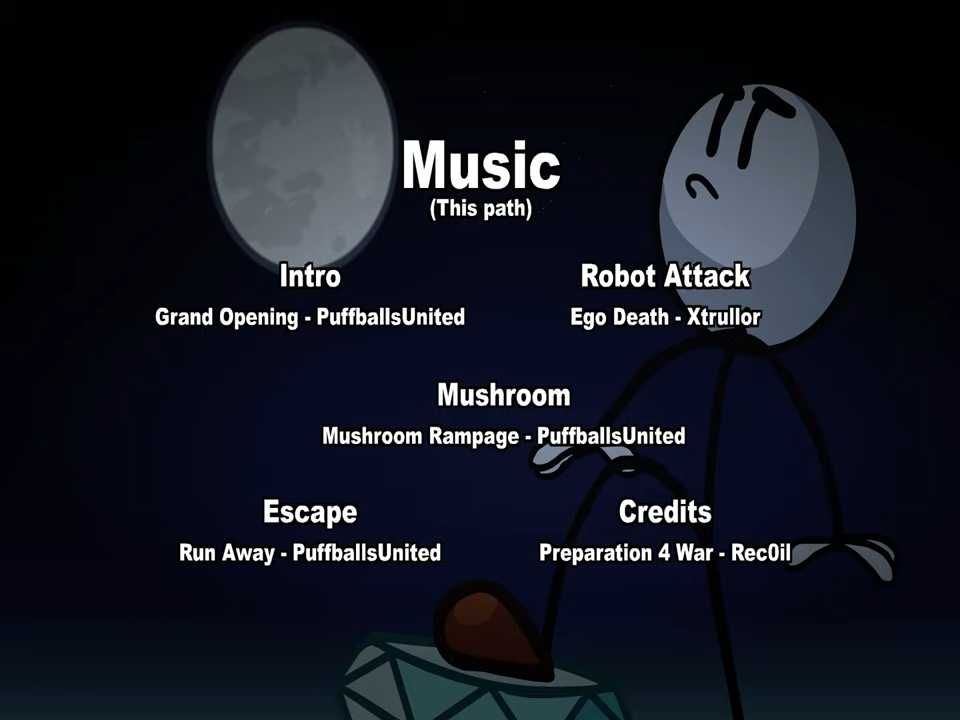 Music
(This path)
Intro
Grand Opening - PuffballsUnited
Robot Attack
Ego Death - Xtrullor
Mushroom
Mushroom Rampage - PuffballsUnited
Escape
Run Away - PuffballsUnited
Credits
Preparation 4 War - Rec0il